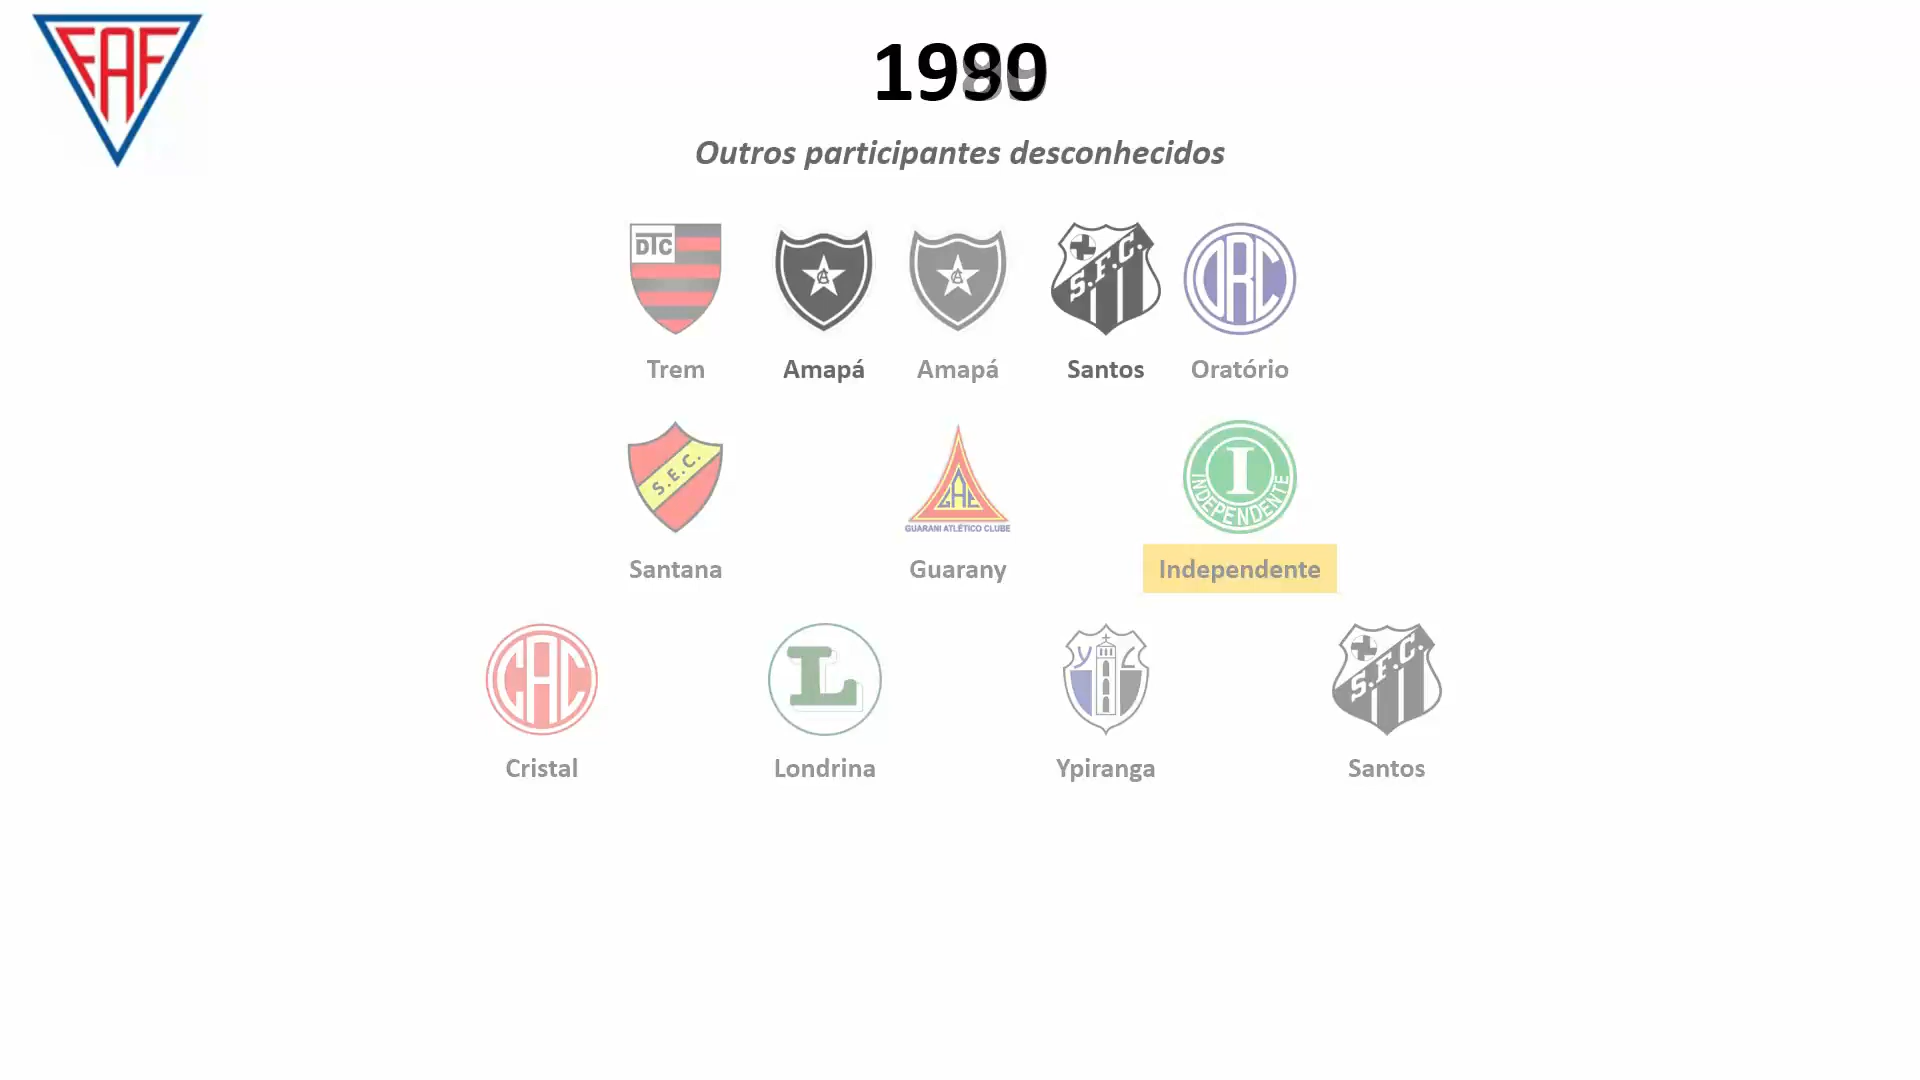 FAF
1980
Outros participantes desconhecidos
DTC
S.F.C.
ORC
Trem Amapá Amapá Santos Oratório
S.E.C.
GAC
GUARANI ATLÉTICO CLUBE
I
INDEPENDENTE
Santana Guarany Independente
CAC
L
Y C
S.F.C.
Cristal Londrina Ypiranga Santos